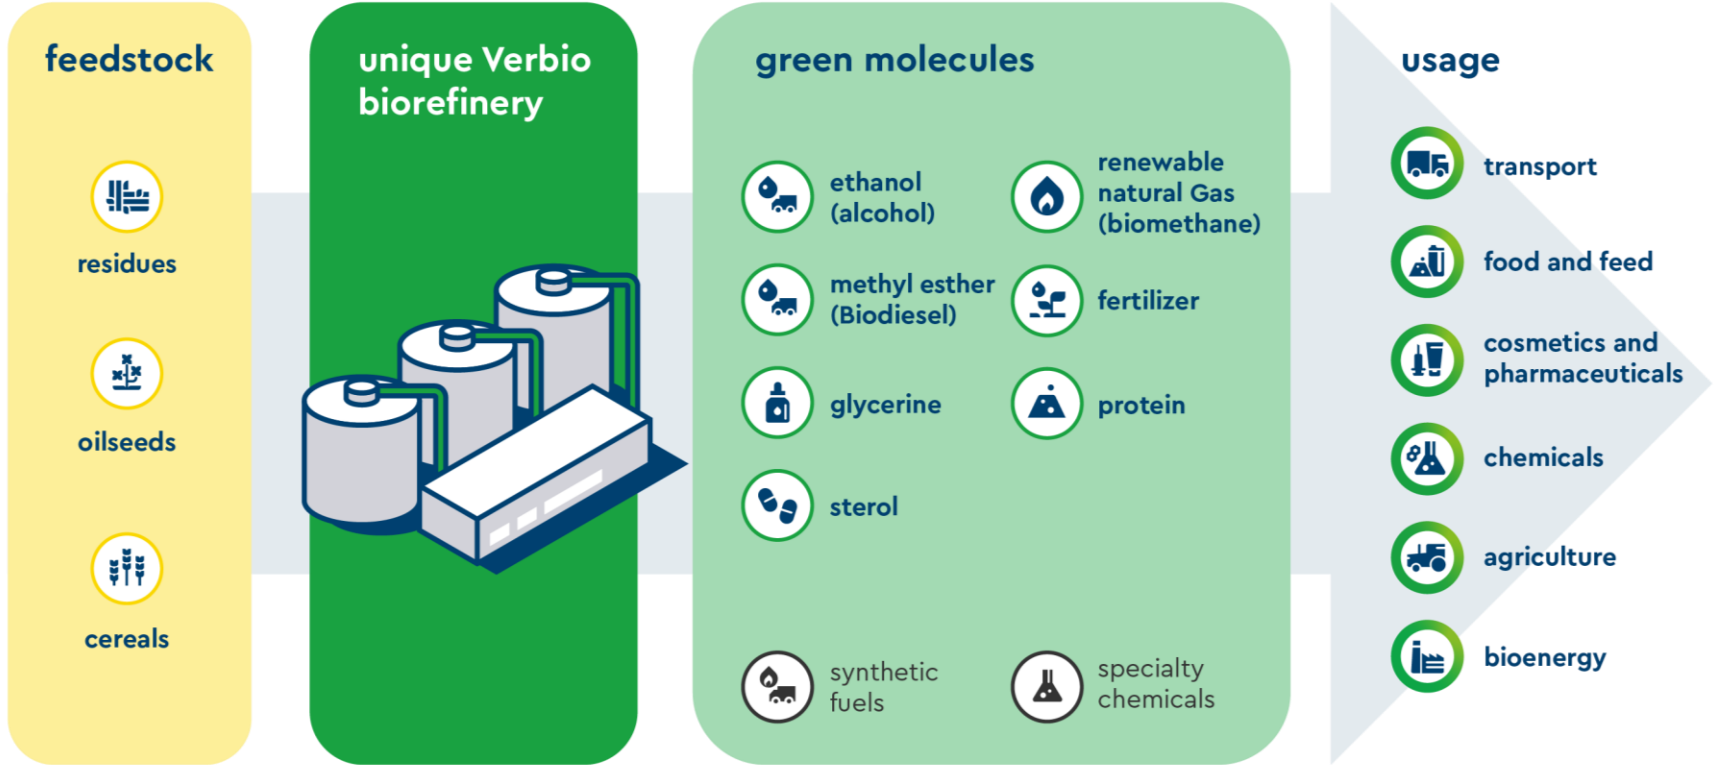 feedstock
residues
oilseeds
cereals
unique Verbio
biorefinery
green molecules
ethanol
(alcohol)
methyl esther
(Biodiesel)
glycerine
sterol
renewable
natural Gas
(biomethane)
fertilizer
protein
synthetic
fuels
specialty
chemicals
usage
transport
food and feed
cosmetics and
pharmaceuticals
chemicals
agriculture
bioenergy